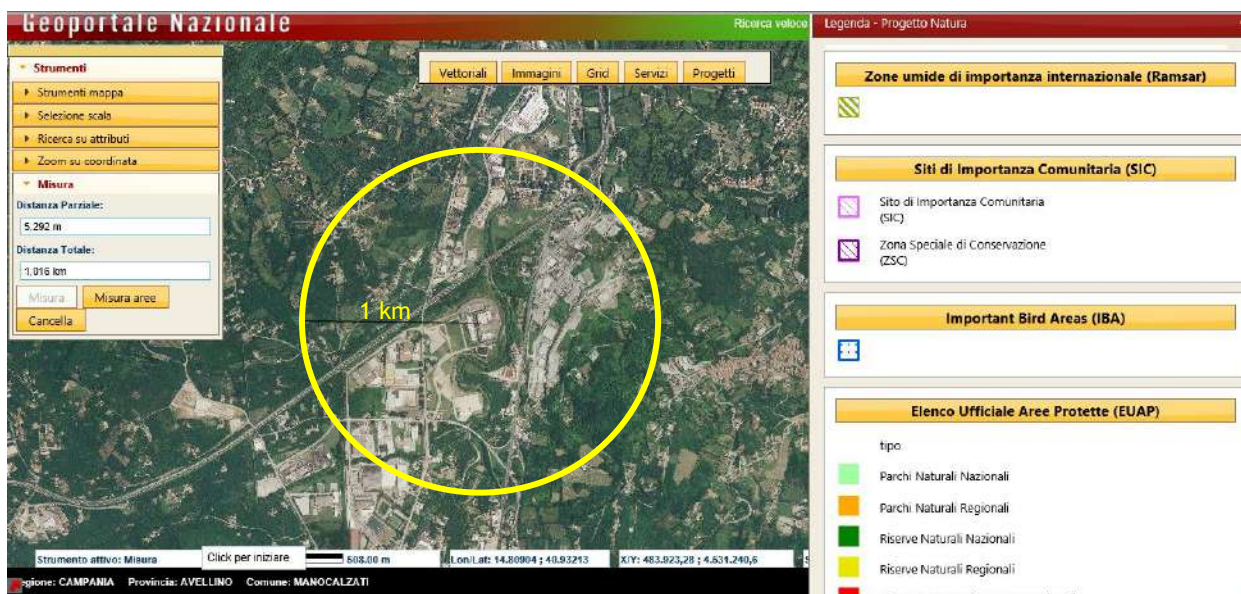 Geoportale Nazionale
Ricerca veloce
Strumenti
Strumenti mappa
Selezione scala
Ricerca su attributi
Zoom su coordinata
Misura
Distanza Parziale:
5.292 m
Distanza Totale:
1.016 km
Misura
Misura aree
Cancella
Vettoriali
Immagini
Grid
Servizi
Progetti
1 km
Strumento attivo: Misura
Click per iniziare
508.00 m
Lon/Lat: 14.80904 ; 40.93213
X/Y: 483.923,28 ; 4.531.240,6
egione: CAMPANIA Provincia: AVELLINO Comune: MANOCALZATI
Legenda - Progetto Natura
Zone umide di importanza internazionale (Ramsar)
Siti di Importanza Comunitaria (SIC)
Sito di Importanza Comunitaria
(SIC)
Zona Speciale di Conservazione
(ZSC)
Important Bird Areas (IBA)
Elenco Ufficiale Aree Protette (EUAP)
tipo
Parchi Naturali Nazionali
Parchi Naturali Regionali
Riserve Naturali Nazionali
Riserve Naturali Regionali